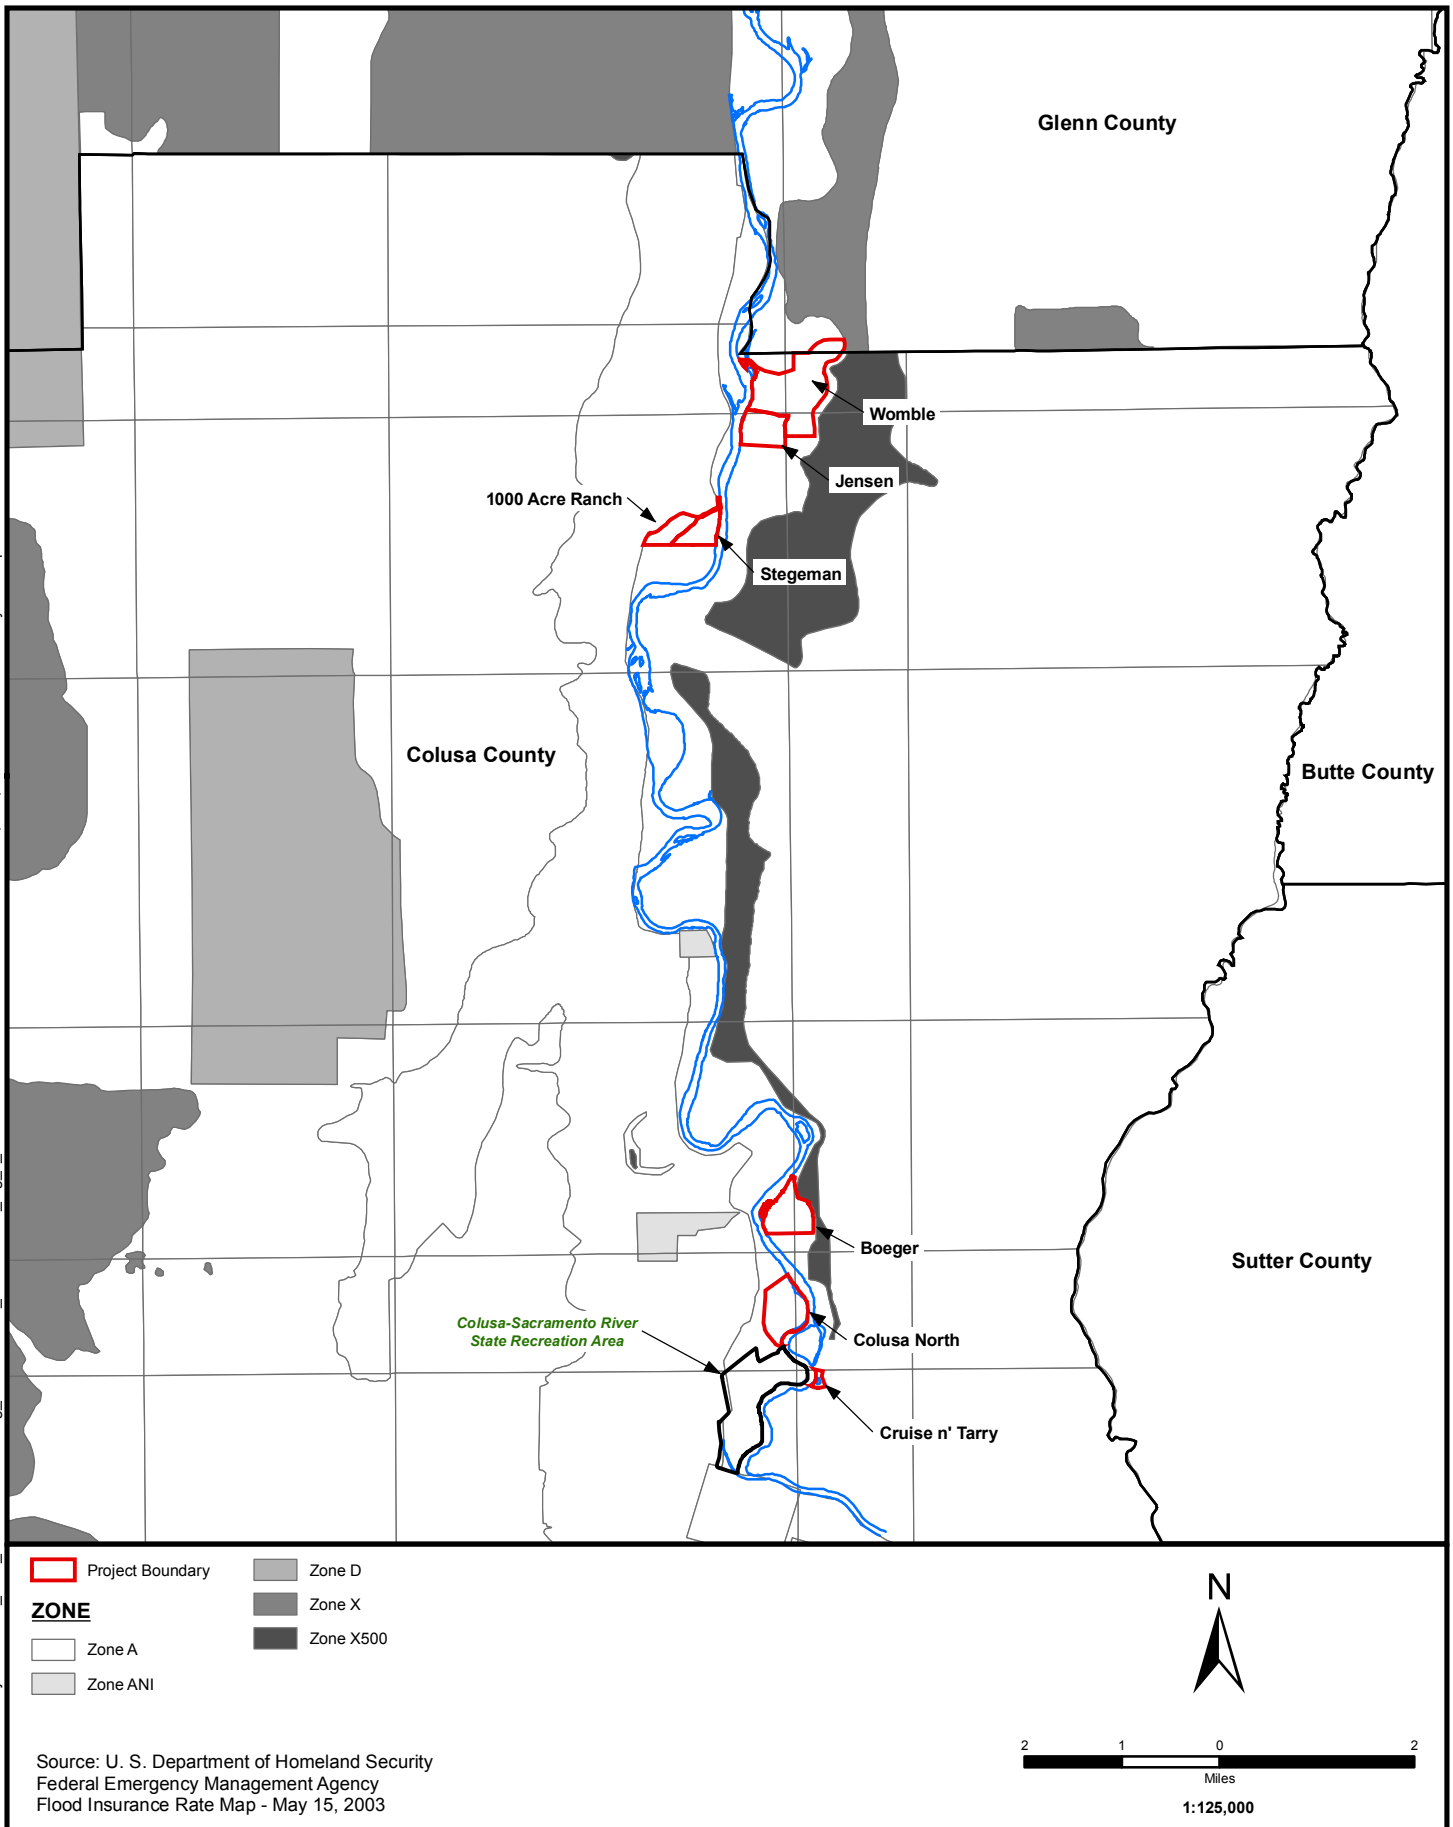 Glenn County
Womble
Jensen
1000 Acre Ranch
Stegeman
Colusa County
Butte County
Boeger
Sutter County
Colusa-Sacramento River
State Recreation Area
Colusa North
Cruise n' Tarry
Project Boundary
ZONE
Zone A
Zone ANI
Zone D
Zone X
Zone X500
N
2 1 0 2
Miles
1:125,000
Source: U. S. Department of Homeland Security
Federal Emergency Management Agency
Flood Insurance Rate Map - May 15, 2003